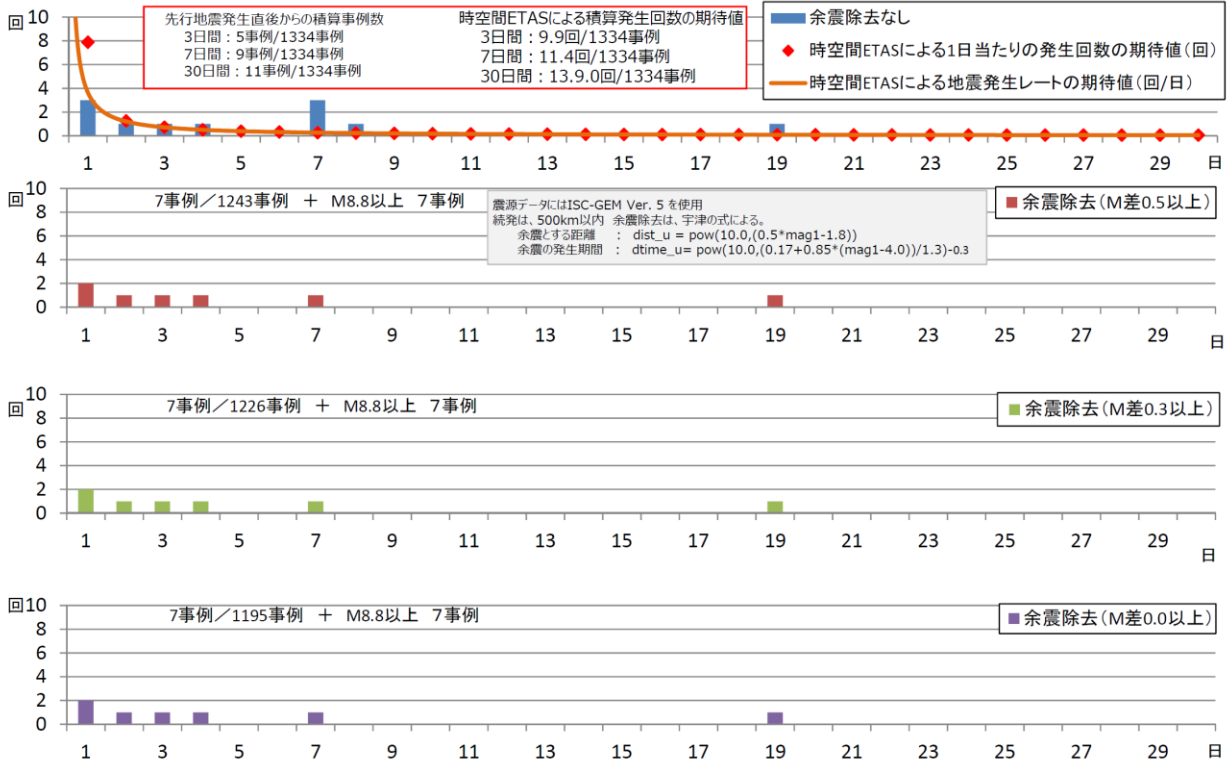 先行地震発生直後からの積算事例数
3日間：5事例/1334事例
7日間：9事例/1334事例
30日間：11事例/1334事例
時空間ETASによる積算発生回数の期待値
3日間：9.9回/1334事例
7日間：11.4回/1334事例
30日間：13.9.0回/1334事例
余震除去なし
時空間ETASによる1日当たりの発生回数の期待値(回)
時空間ETASによる地震発生レートの期待値(回/日)
回
10
8
6
4
2
0
1 3 5 7 9 11 13 15 17 19 21 23 25 27 29 日
7事例／1243事例 ＋ M8.8以上 7事例
震源データにはISC-GEM Ver. 5 を使用
続発は、500km以内 余震除去は、宇津の式による。
余震とする距離 ： dist_u = pow(10.0,(0.5*mag1-1.8))
余震の発生期間 ： dtime_u= pow(10.0,(0.17+0.85*(mag1-4.0))/1.3)-0.3
余震除去(M差0.5以上)
回
10
8
6
4
2
0
1 3 5 7 9 11 13 15 17 19 21 23 25 27 29 日
7事例／1226事例 ＋ M8.8以上 7事例
余震除去(M差0.3以上)
回
10
8
6
4
2
0
1 3 5 7 9 11 13 15 17 19 21 23 25 27 29 日
7事例／1195事例 ＋ M8.8以上 7事例
余震除去(M差0.0以上)
回
10
8
6
4
2
0
1 3 5 7 9 11 13 15 17 19 21 23 25 27 29 日